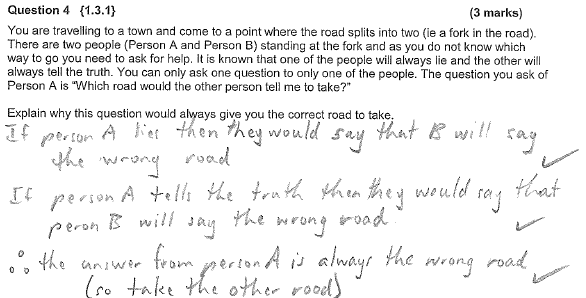 Question 4 {1.3.1} (3 marks)
You are travelling to a town and come to a point where the road splits into two (ie a fork in the road).
There are two people (Person A and Person B) standing at the fork and as you do not know which
way to go you need to ask for help. It is known that one of the people will always lie and the other will
always tell the truth. You can only ask one question to only one of the people. The question you ask of
Person A is "Which road would the other person tell me to take?"
Explain why this question would always give you the correct road to take.
If person A lies then they would say that B will say
the wrong road
If person A tells the truth then they would say that
peron B will say the wrong road.
∴ the answer from person A is always the wrong road
(so take the other rood)